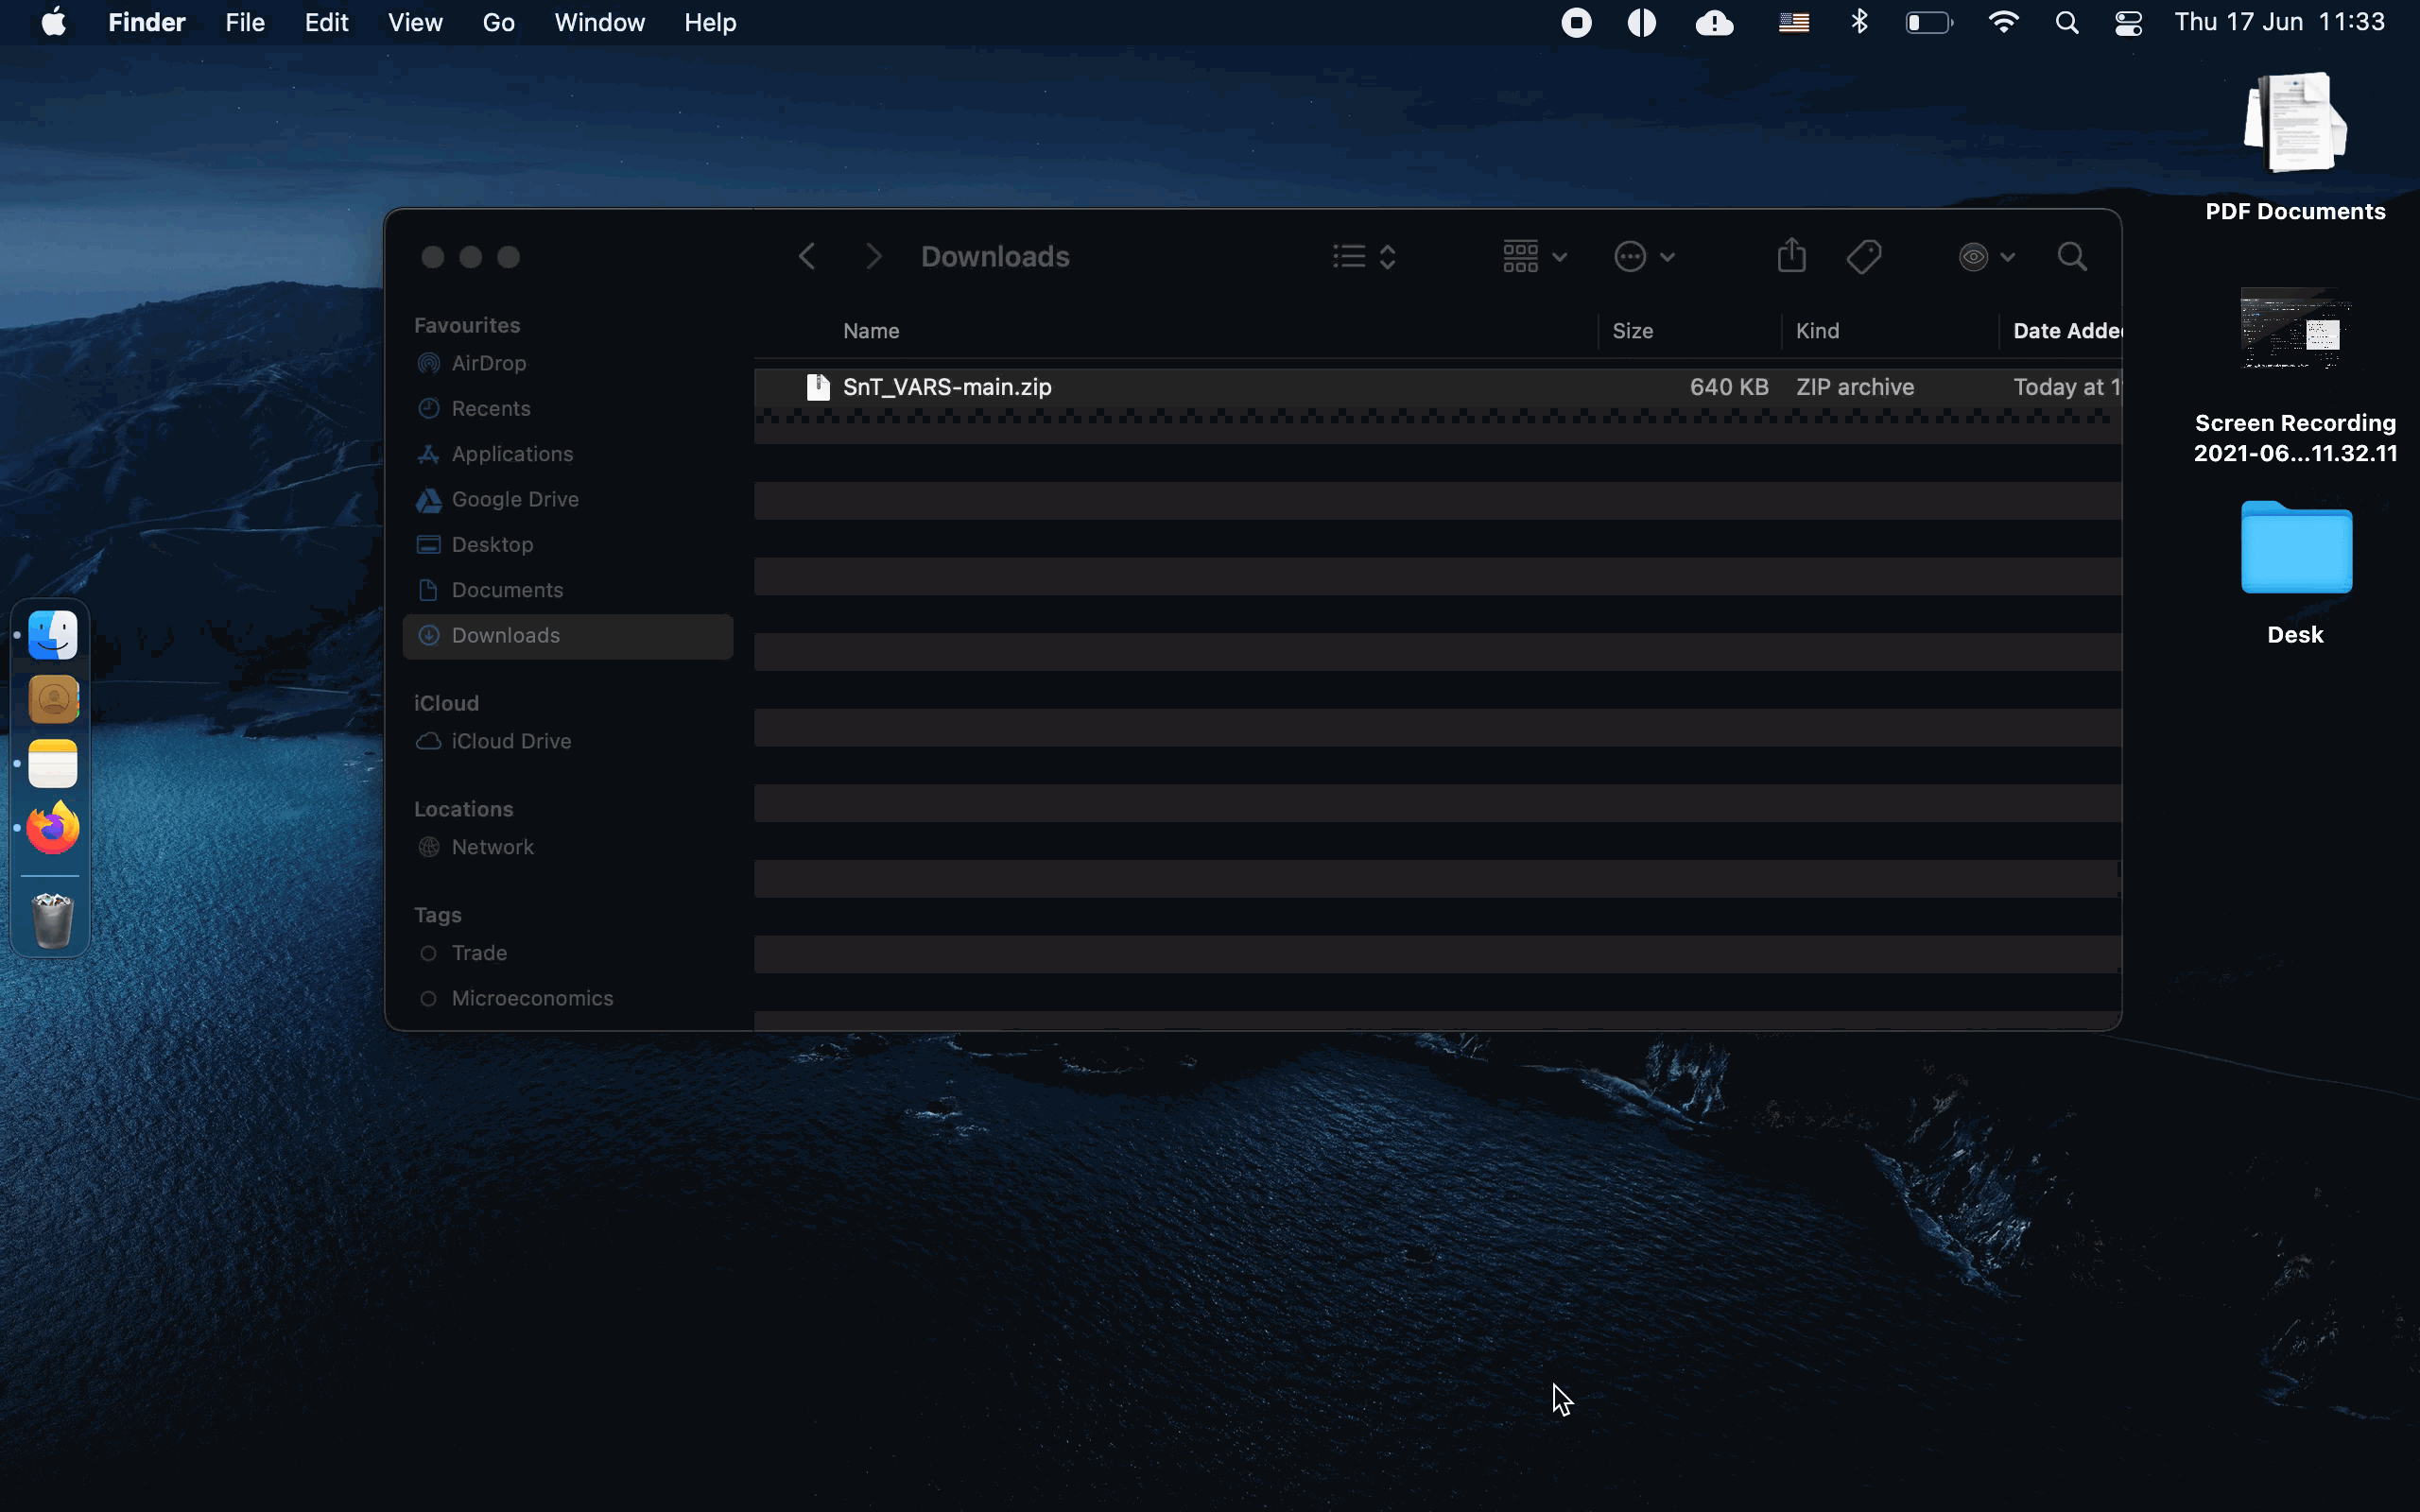 Finder File Edit View Go Window Help Thu 17 Jun 11:33
PDF Documents
Screen Recording
2021-06...11.32.11
Desk
Downloads
Favourites
AirDrop
Recents
Applications
Google Drive
Desktop
Documents
Downloads
iCloud
iCloud Drive
Locations
Network
Tags
Trade
Microeconomics
Name Size Kind Date Added
SnT_VARS-main.zip 640 KB ZIP archive Today at 1